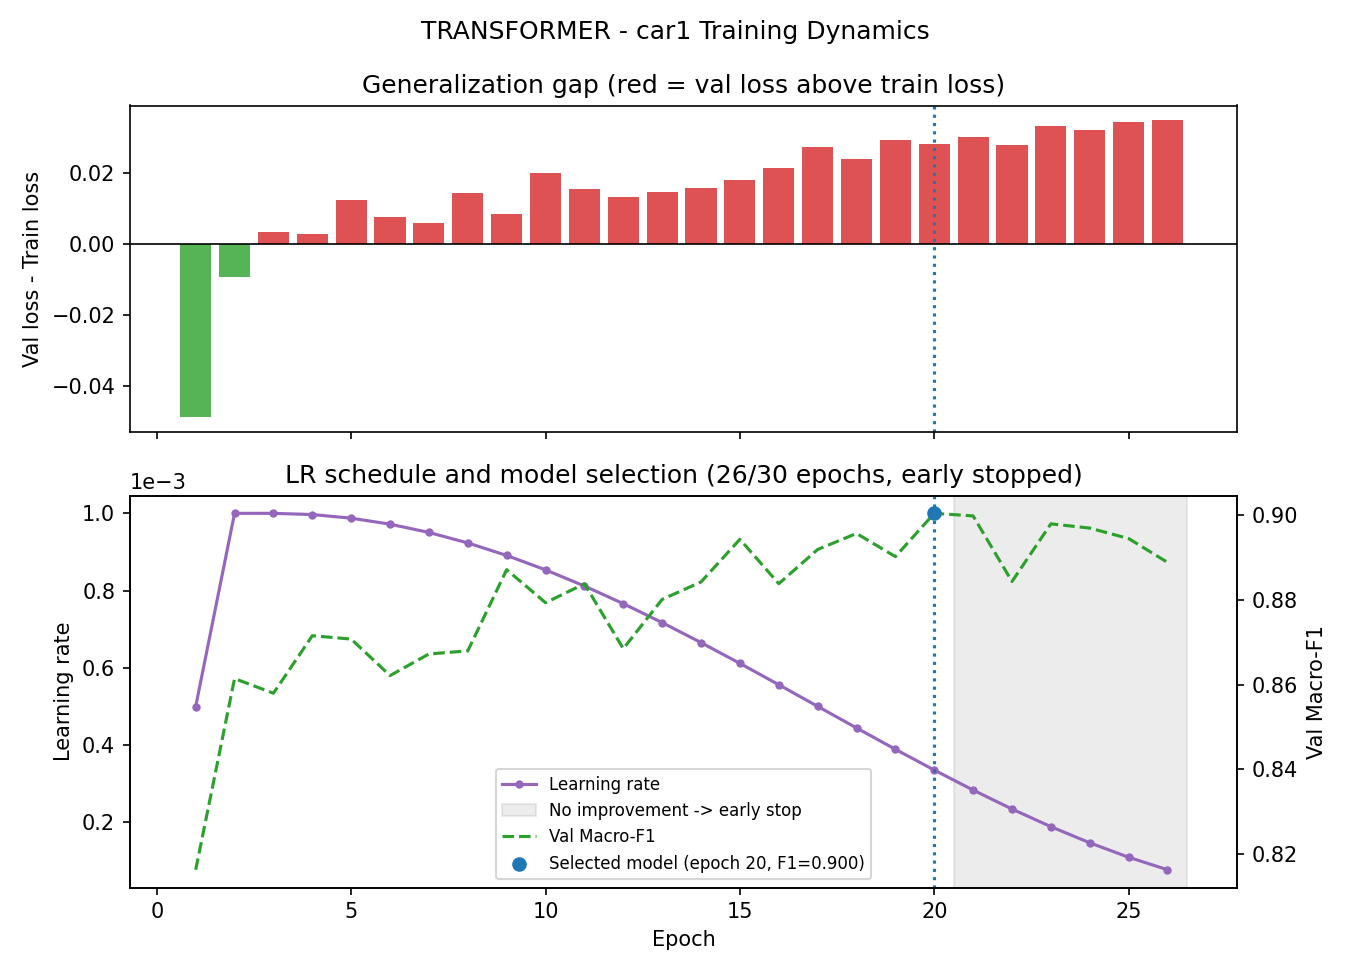 TRANSFORMER - car1 Training Dynamics
Generalization gap (red = val loss above train loss)
Val loss - Train loss
0.02
0.00
−0.02
−0.04
LR schedule and model selection (26/30 epochs, early stopped)
1e−3
Learning rate
1.0
0.8
0.6
0.4
0.2
0.90
0.88
0.86
0.84
0.82
Val Macro-F1
Learning rate
No improvement -> early stop
Val Macro-F1
Selected model (epoch 20, F1=0.900)
0 5 10 15 20 25
Epoch